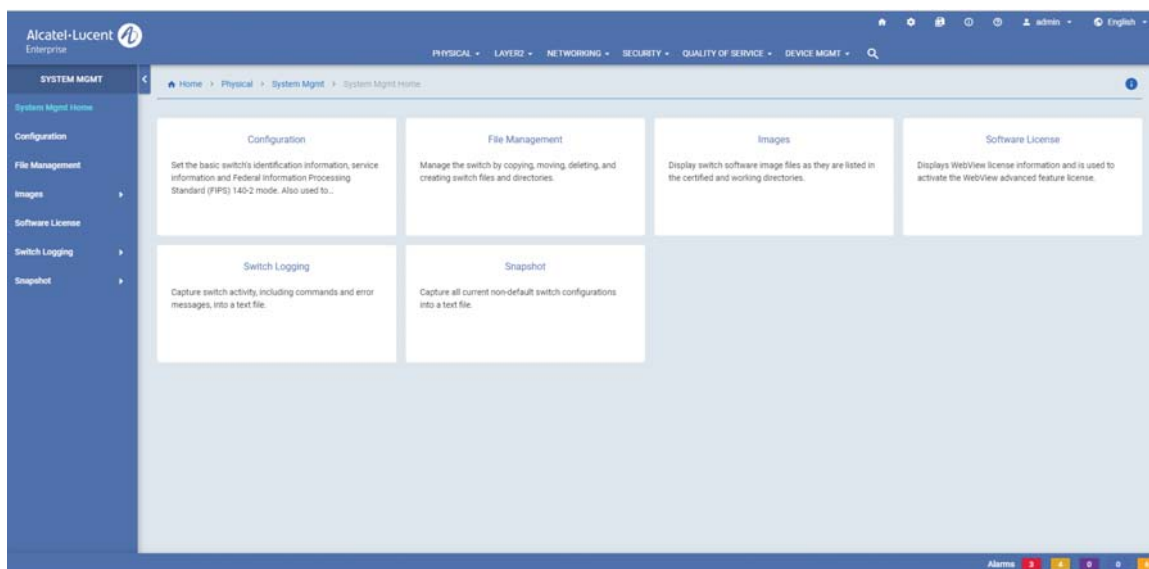 Alcatel·Lucent
Enterprise
admin
English
PHYSICAL
LAYER2
NETWORKING
SECURITY
QUALITY OF SERVICE
DEVICE MGMT
SYSTEM MGMT
Home > Physical > System Mgmt > System Mgmt Home
System Mgmt Home
Configuration
File Management
Images
Software License
Switch Logging
Snapshot
Configuration
Set the basic switch's identification information, service
information and Federal Information Processing
Standard (FIPS) 140-2 mode. Also used to...
File Management
Manage the switch by copying, moving, deleting, and
creating switch files and directories.
Images
Display switch software image files as they are listed in
the certified and working directories.
Software License
Displays WebView license information and is used to
activate the WebView advanced feature license.
Switch Logging
Capture switch activity, including commands and error
messages, into a text file.
Snapshot
Capture all current non-default switch configurations
into a text file.
Alarms 3 4 0 0